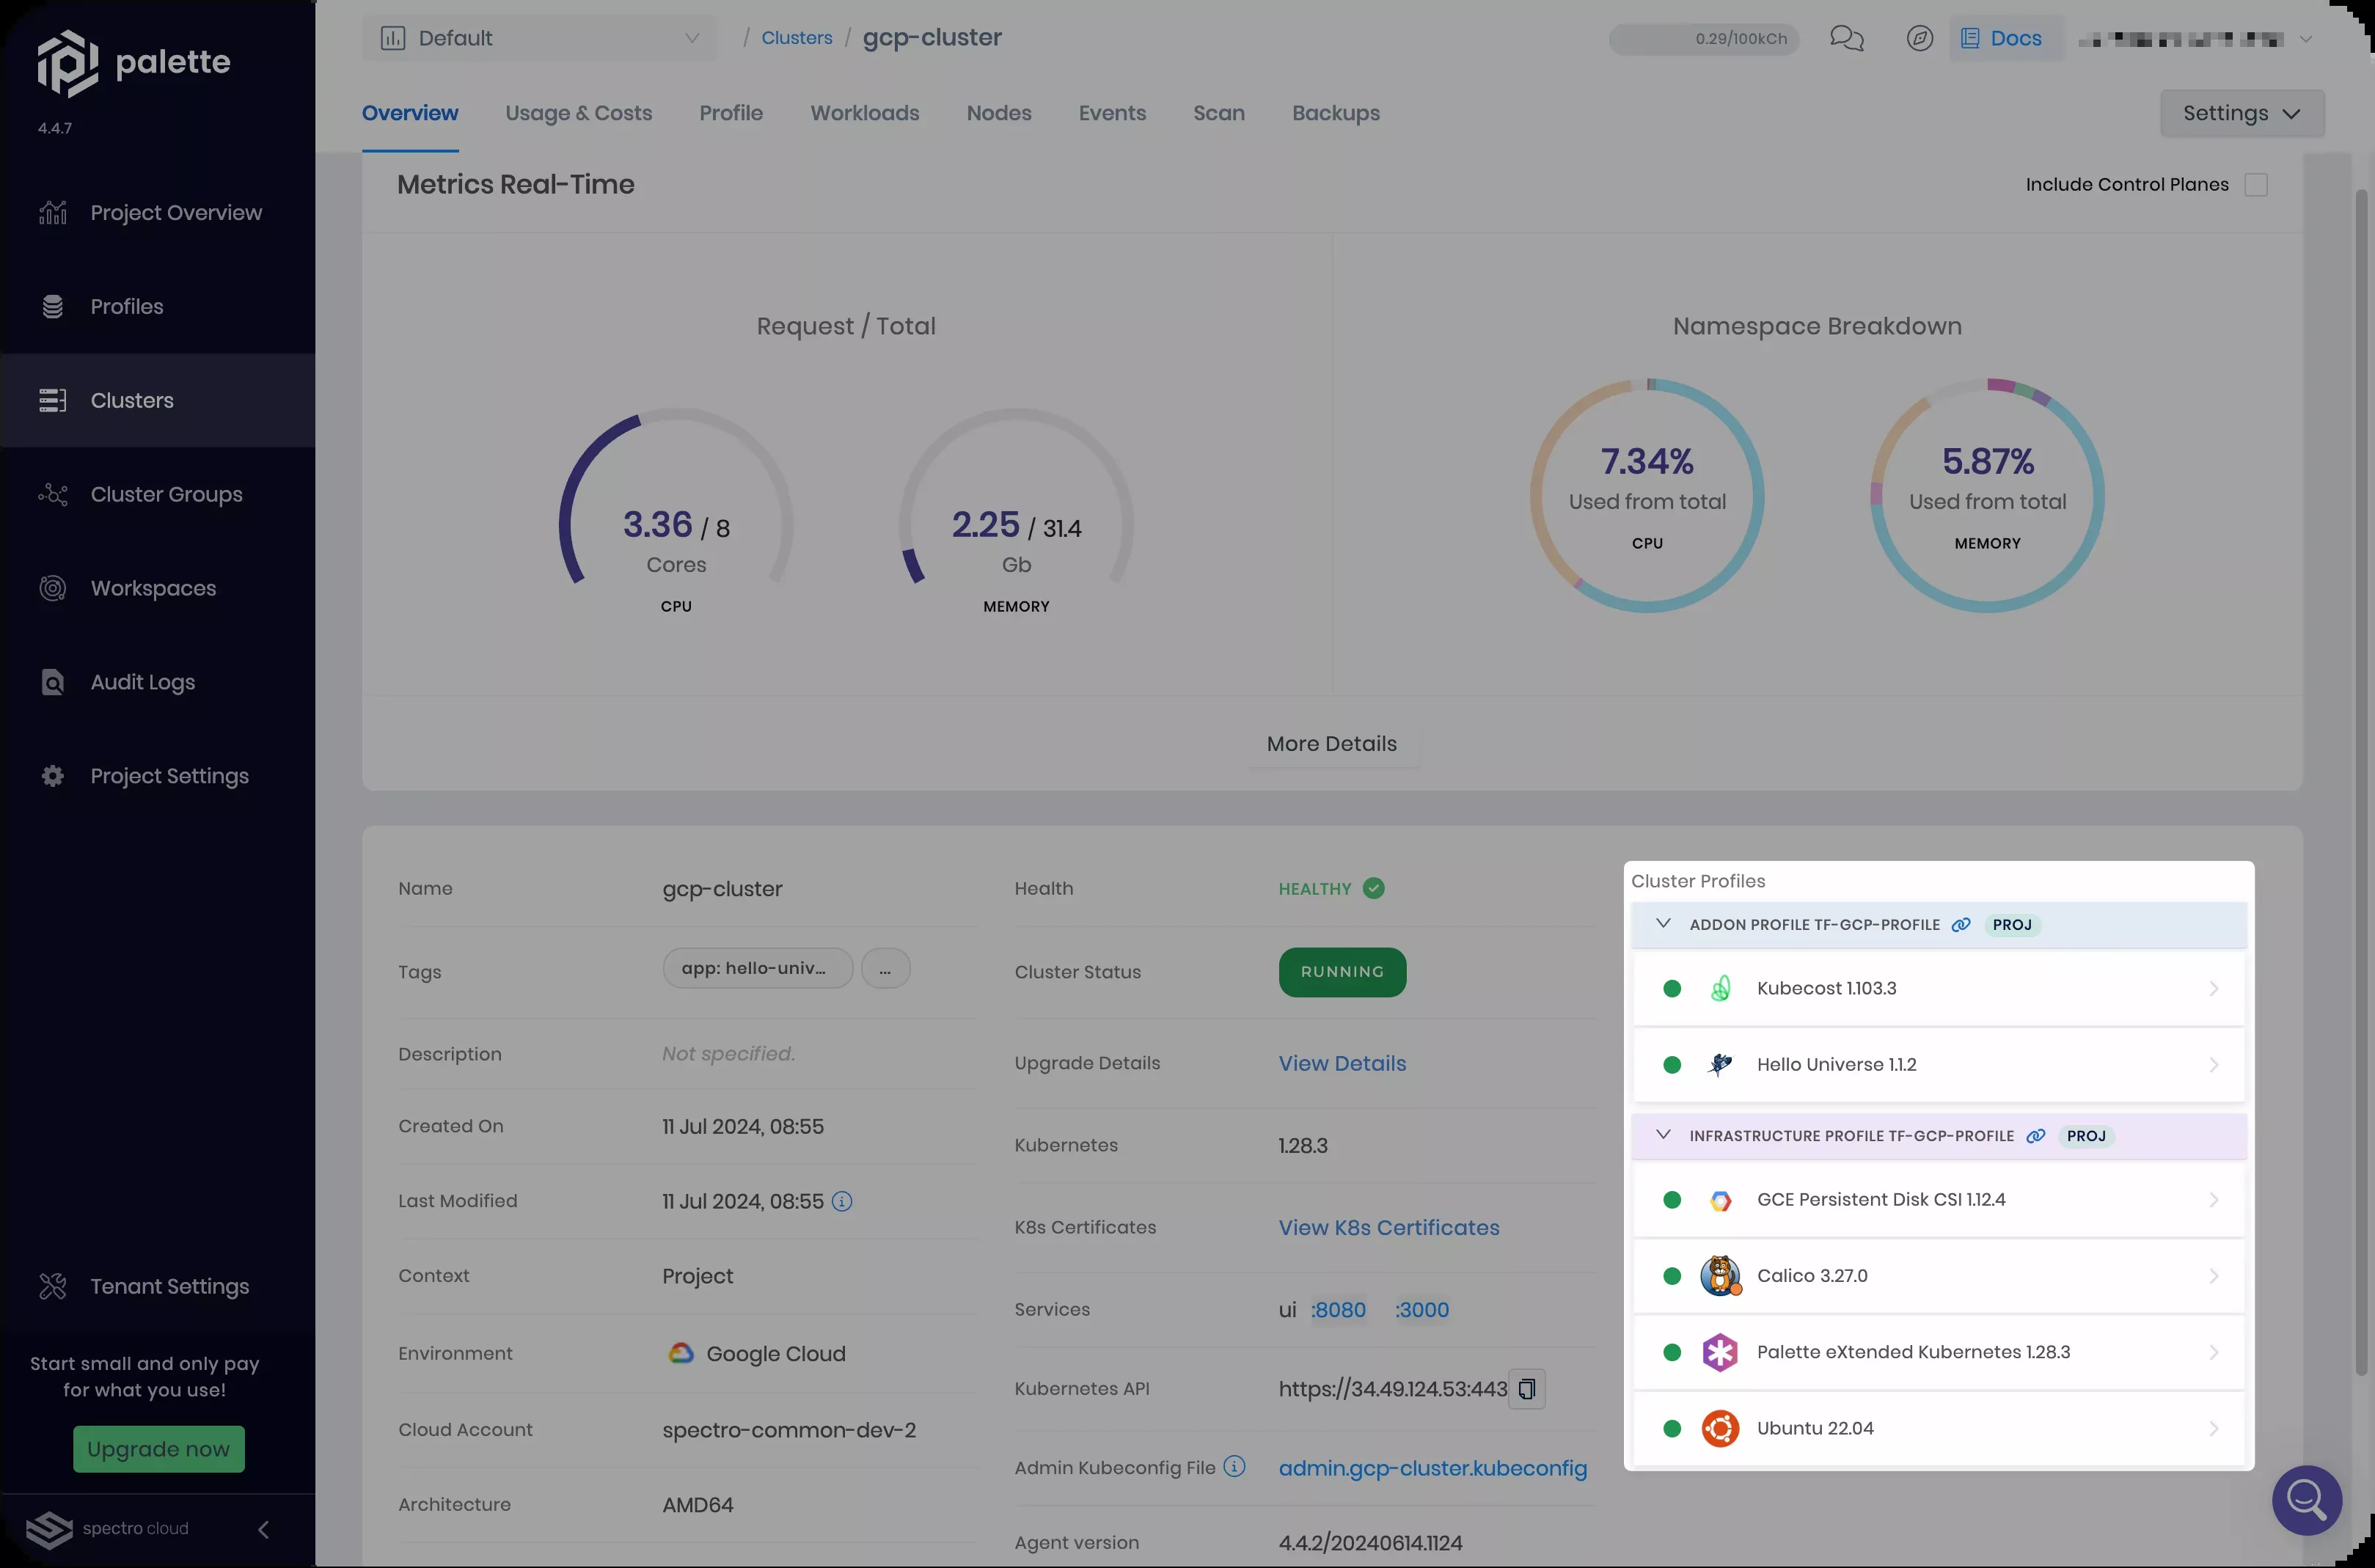 palette
4.4.7
Project Overview
Profiles
Clusters
Cluster Groups
Workspaces
Audit Logs
Project Settings
Tenant Settings
Start small and only pay
for what you use!
Upgrade now
spectro cloud
Default
/ Clusters / gcp-cluster
0.29/100kCh
Docs
Overview
Usage & Costs
Profile
Workloads
Nodes
Events
Scan
Backups
Settings
Metrics Real-Time
Include Control Planes
Request / Total
3.36 / 8
Cores
CPU
2.25 / 31.4
Gb
MEMORY
Namespace Breakdown
7.34%
Used from total
CPU
5.87%
Used from total
MEMORY
More Details
Name gcp-cluster
Tags app: hello-univ... ...
Description Not specified.
Created On 11 Jul 2024, 08:55
Last Modified 11 Jul 2024, 08:55
Context Project
Environment Google Cloud
Cloud Account spectro-common-dev-2
Architecture AMD64
Health HEALTHY
Cluster Status RUNNING
Upgrade Details View Details
Kubernetes 1.28.3
K8s Certificates View K8s Certificates
Services ui :8080 :3000
Kubernetes API https://34.49.124.53:443
Admin Kubeconfig File admin.gcp-cluster.kubeconfig
Agent version 4.4.2/20240614.1124
Cluster Profiles
ADDON PROFILE TF-GCP-PROFILE PROJ
Kubecost 1.103.3
Hello Universe 1.1.2
INFRASTRUCTURE PROFILE TF-GCP-PROFILE PROJ
GCE Persistent Disk CSI 1.12.4
Calico 3.27.0
Palette eXtended Kubernetes 1.28.3
Ubuntu 22.04